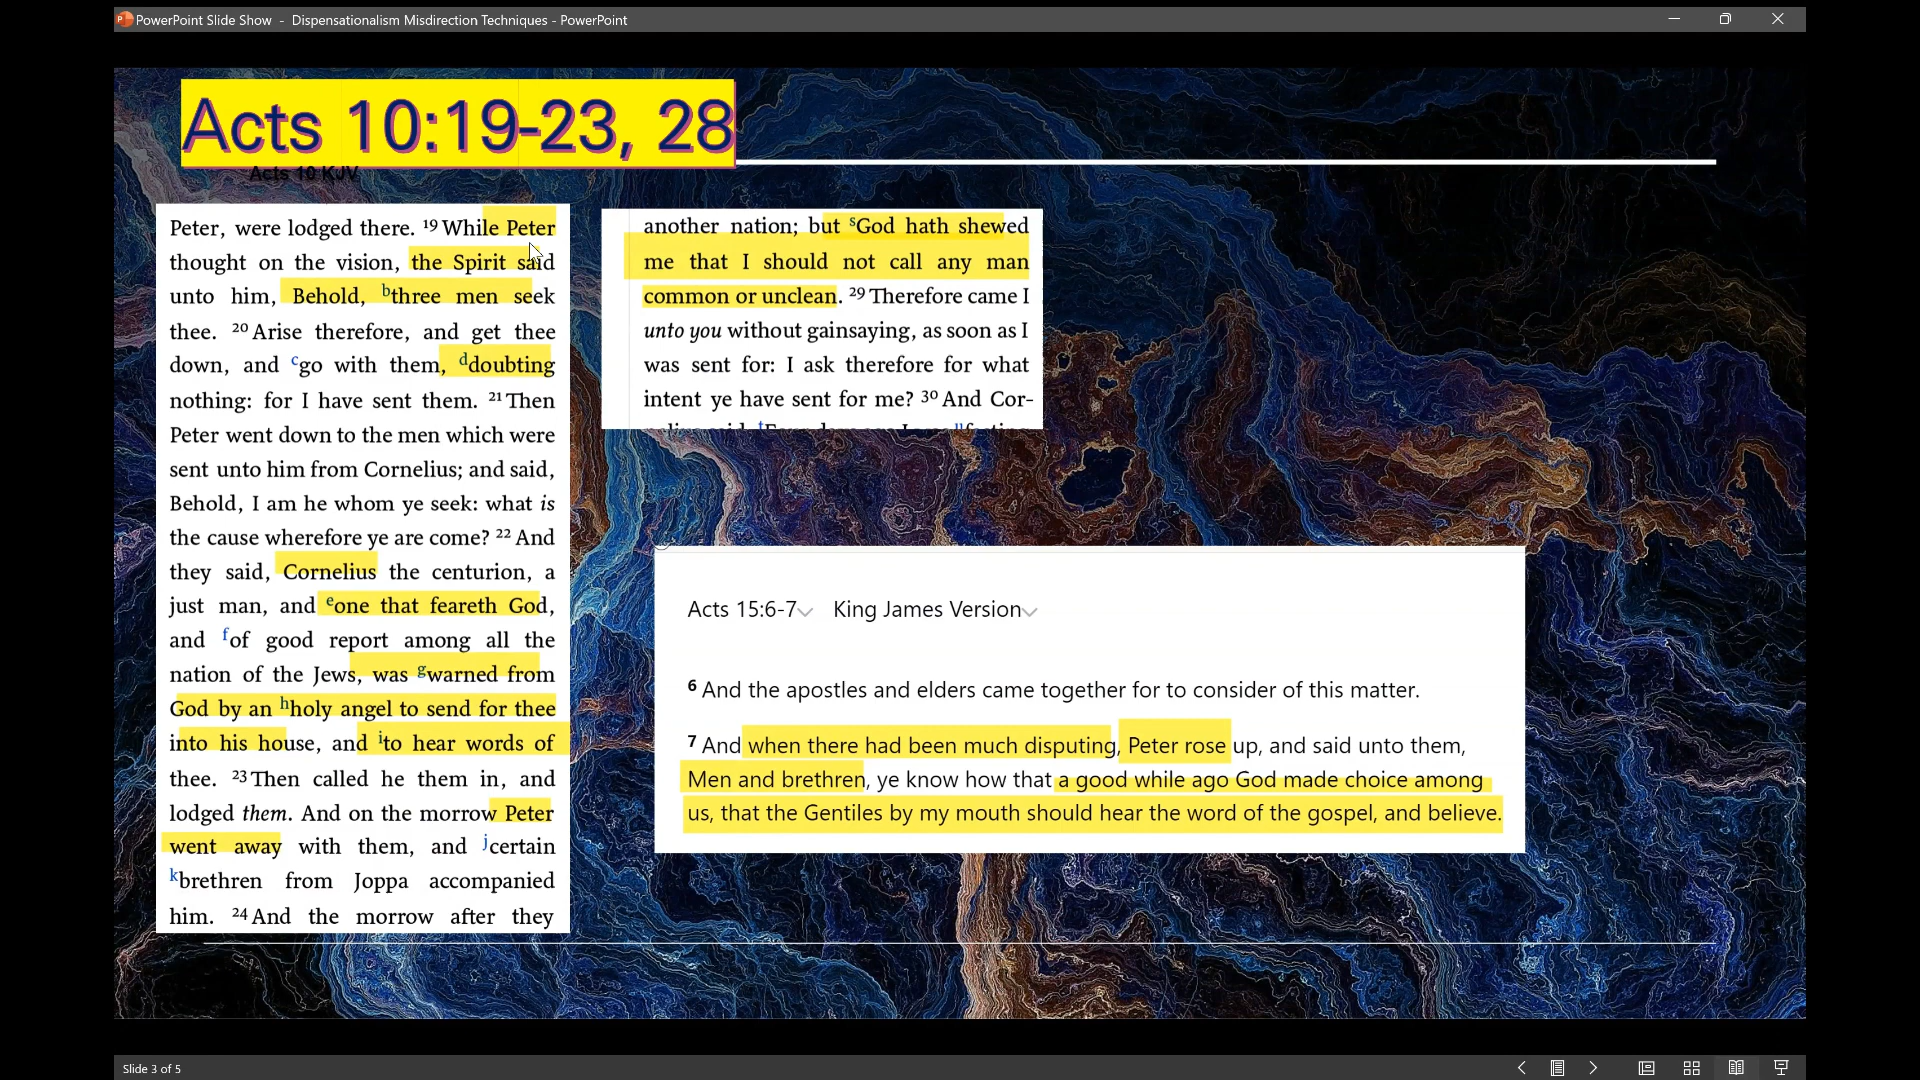 PowerPoint Slide Show - Dispensationalism Misdirection Techniques - PowerPoint
Acts 10:19-23, 28
Acts 10 KJV
Peter, were lodged there. 19 While Peter
thought on the vision, the Spirit said
unto him, Behold, bthree men seek
thee. 20 Arise therefore, and get thee
down, and cgo with them, ddoubting
nothing: for I have sent them. 21 Then
Peter went down to the men which were
sent unto him from Cornelius; and said,
Behold, I am he whom ye seek: what is
the cause wherefore ye are come? 22 And
they said, Cornelius the centurion, a
just man, and eone that feareth God,
and fof good report among all the
nation of the Jews, was gwarned from
God by an hholy angel to send for thee
into his house, and ito hear words of
thee. 23 Then called he them in, and
lodged them. And on the morrow Peter
went away with them, and jcertain
kbrethren from Joppa accompanied
him. 24 And the morrow after they
another nation; but sGod hath shewed
me that I should not call any man
common or unclean. 29 Therefore came I
unto you without gainsaying, as soon as I
was sent for: I ask therefore for what
intent ye have sent for me? 30 And Cor-
Acts 15:6-7 King James Version
6 And the apostles and elders came together for to consider of this matter.
7 And when there had been much disputing, Peter rose up, and said unto them,
Men and brethren, ye know how that a good while ago God made choice among
us, that the Gentiles by my mouth should hear the word of the gospel, and believe.
Slide 3 of 5